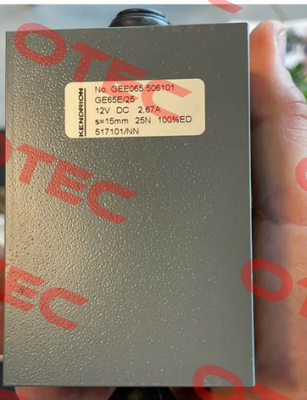 KENDRION
No. GEE065 506101
GE65E/25
12V DC 2,67A
s=15mm 25N 100%ED
517101/NN
OTEC
OTEC
OTEC